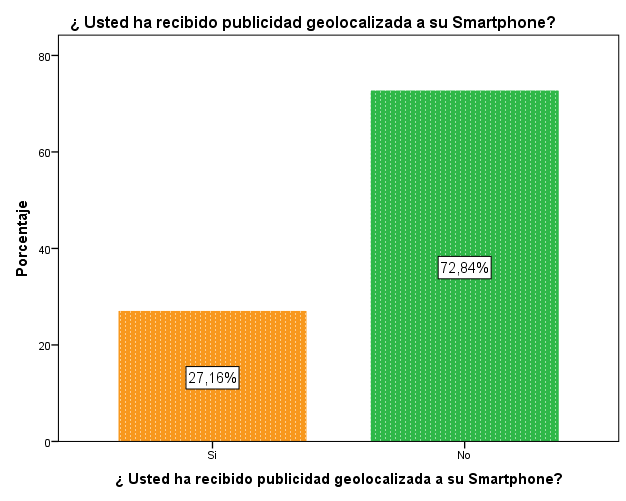 ¿ Usted ha recibido publicidad geolocalizada a su Smartphone?
Porcentaje
80
60
40
20
0
72,84%
27,16%
Si
No
¿ Usted ha recibido publicidad geolocalizada a su Smartphone?